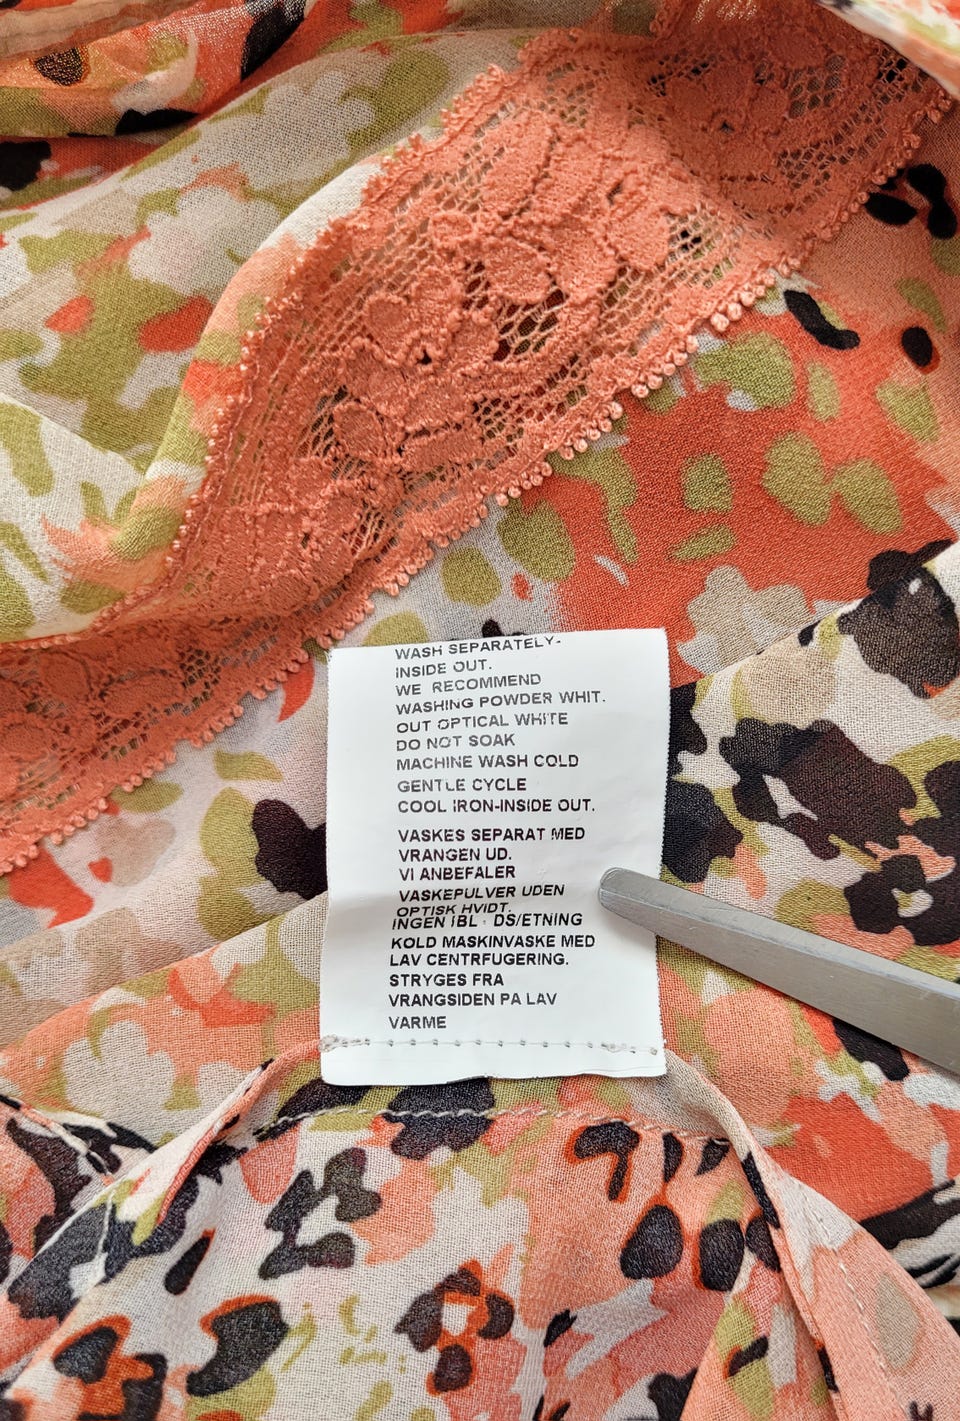 WASH SEPARATELY-
INSIDE OUT.
WE RECOMMEND
WASHING POWDER WHIT.
OUT OPTICAL WHITE
DO NOT SOAK
MACHINE WASH COLD
GENTLE CYCLE
COOL IRON-INSIDE OUT.
VASKES SEPARAT MED
VRANGEN UD.
VI ANBEFALER
VASKEPULVER UDEN
OPTISK HVIDT.
INGEN
KOLD MASKINVASKE MED
LAV CENTRFUGERING.
STRYGES FRA
VRANGSIDEN PA LAV
VARME